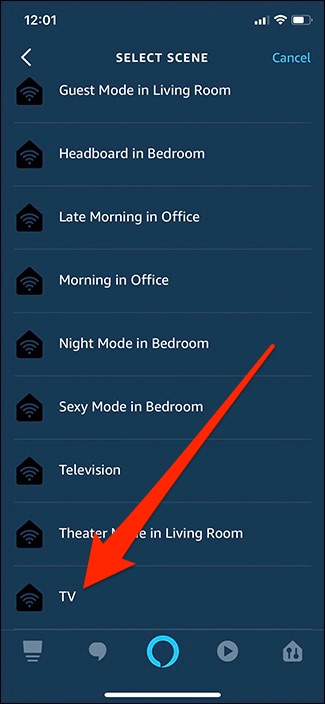 12:01
SELECT SCENE
Cancel
Guest Mode in Living Room
Headboard in Bedroom
Late Morning in Office
Morning in Office
Night Mode in Bedroom
Sexy Mode in Bedroom
Television
Theater Mode in Living Room
TV